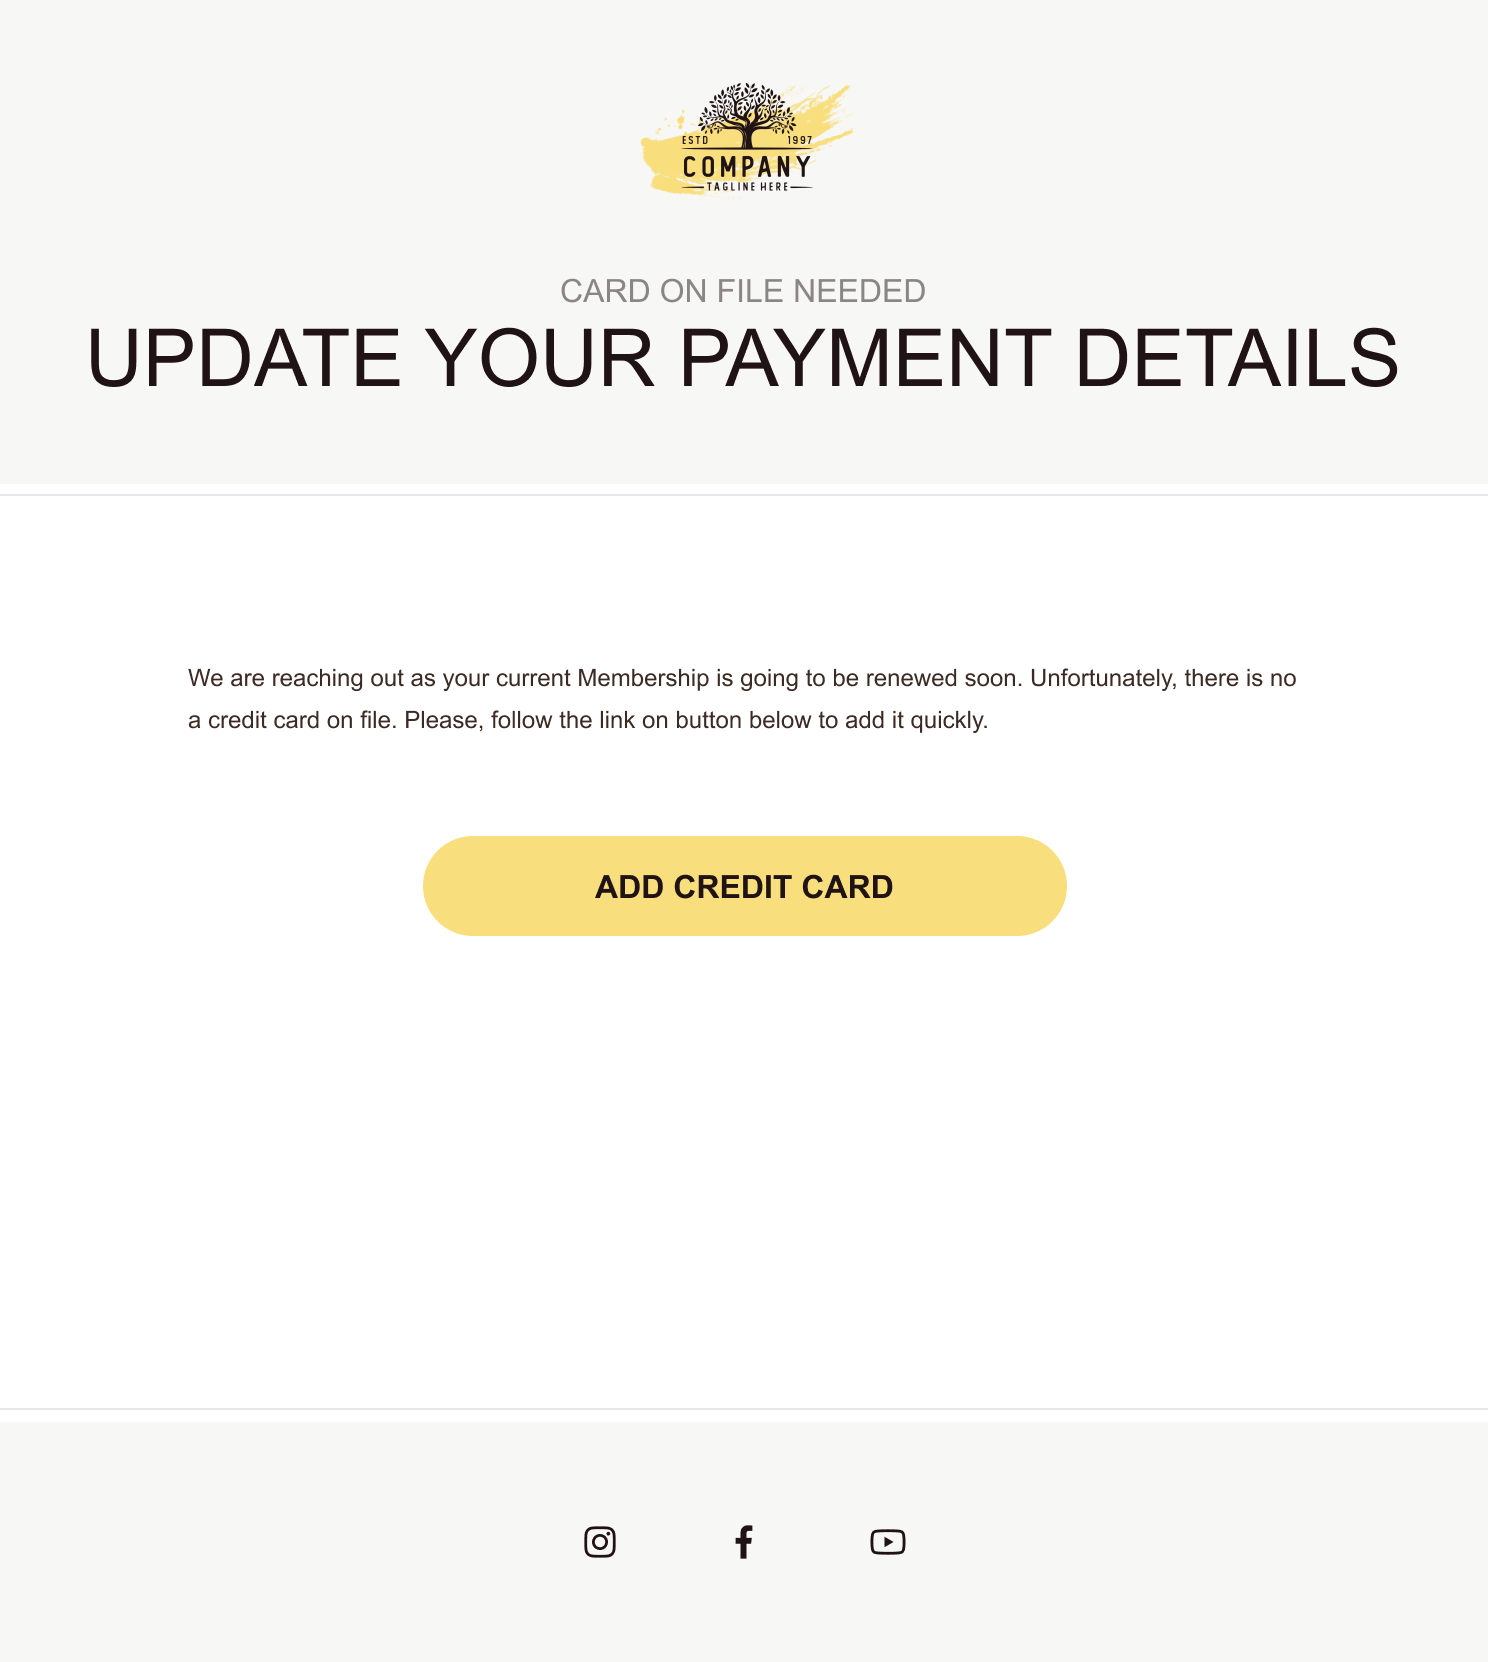 ESTD 1997
COMPANY
TAGLINE HERE
CARD ON FILE NEEDED
UPDATE YOUR PAYMENT DETAILS
We are reaching out as your current Membership is going to be renewed soon. Unfortunately, there is no
a credit card on file. Please, follow the link on button below to add it quickly.
ADD CREDIT CARD